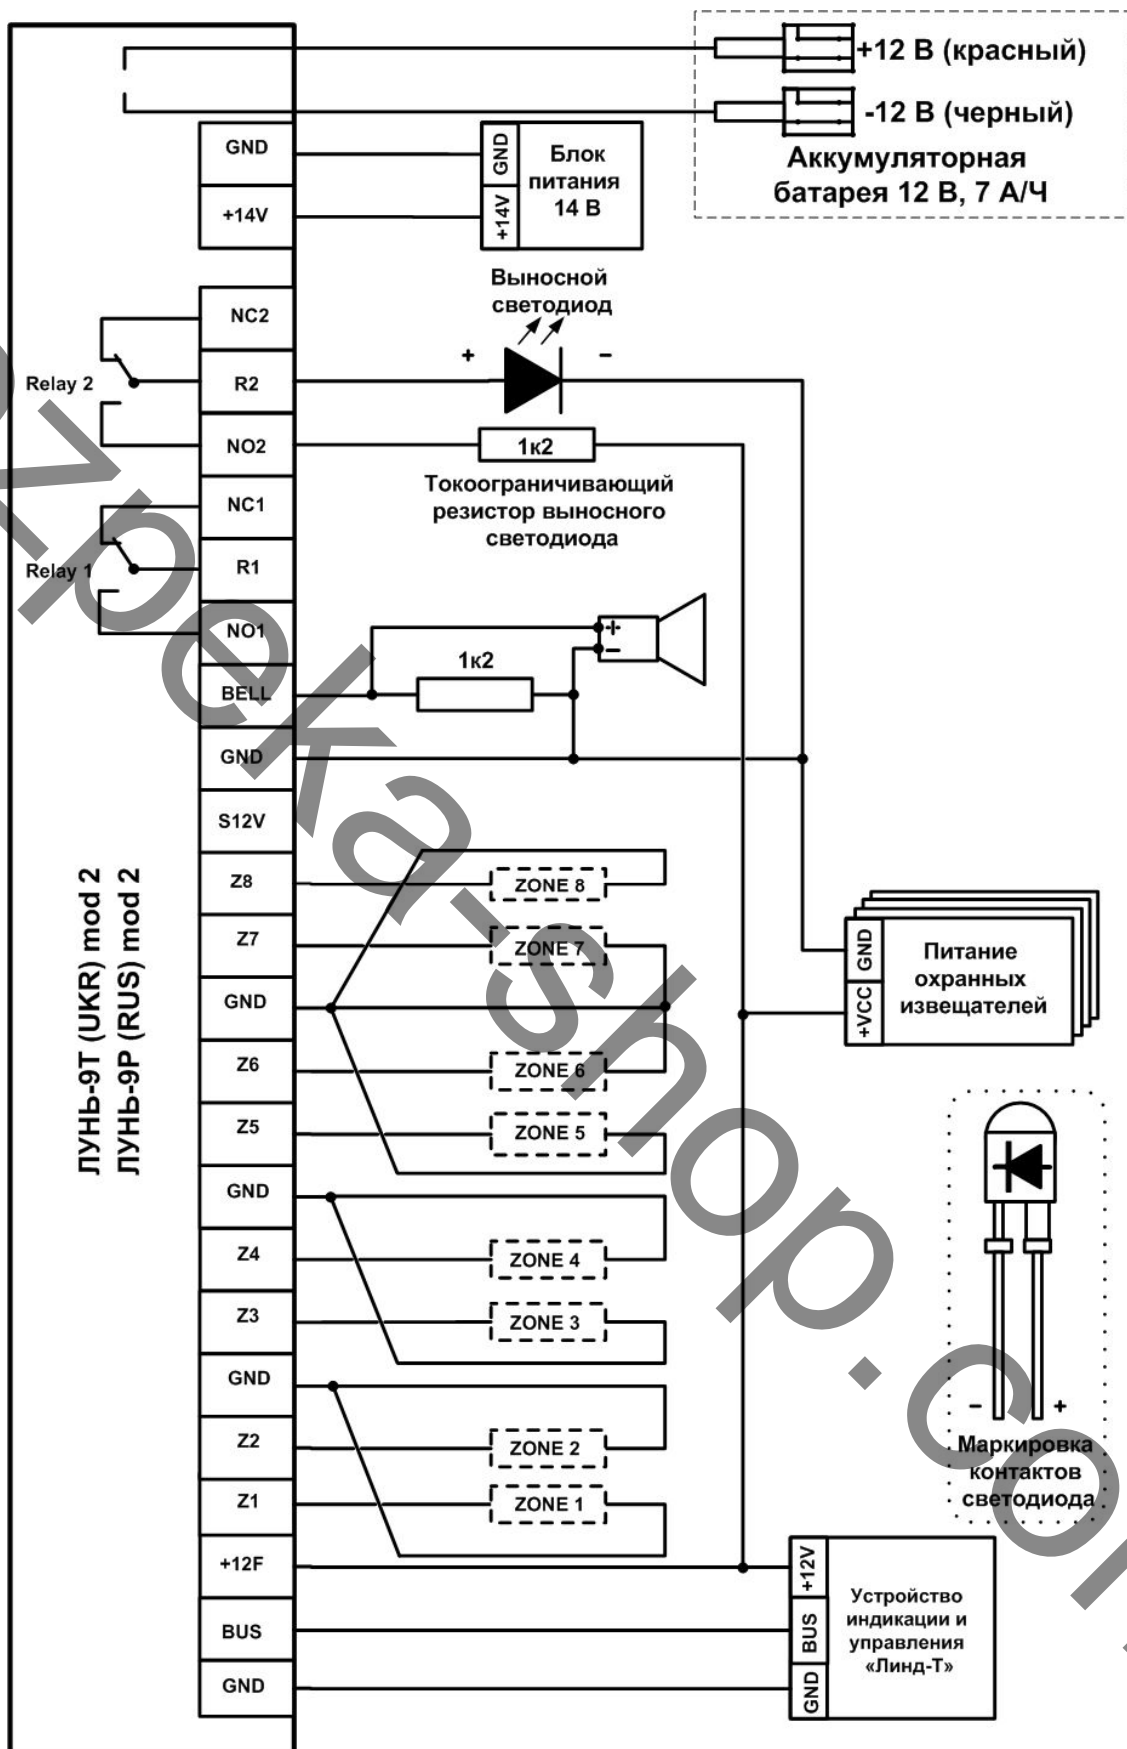 +12 В (красный)
-12 В (черный)
Аккумуляторная
батарея 12 В, 7 А/Ч
GND
+14V
GND
+14V
Блок
питания
14 В
Выносной
светодиод
+
−
NC2
Relay 2
R2
NO2
1к2
Токоограничивающий
резистор выносного
светодиода
NC1
Relay 1
R1
NO1
+
−
1к2
BELL
GND
S12V
Z8
ZONE 8
Z7
ZONE 7
GND
Z6
ZONE 6
Z5
ZONE 5
GND
Z4
ZONE 4
Z3
ZONE 3
GND
Z2
ZONE 2
Z1
ZONE 1
+12F
BUS
GND
ЛУНЬ-9Т (UKR) mod 2
ЛУНЬ-9Р (RUS) mod 2
GND
+VCC
Питание
охранных
извещателей
− +
Маркировка
контактов
светодиода
+12V
BUS
GND
Устройство
индикации и
управления
«Линд-Т»
zpeka-shop.com